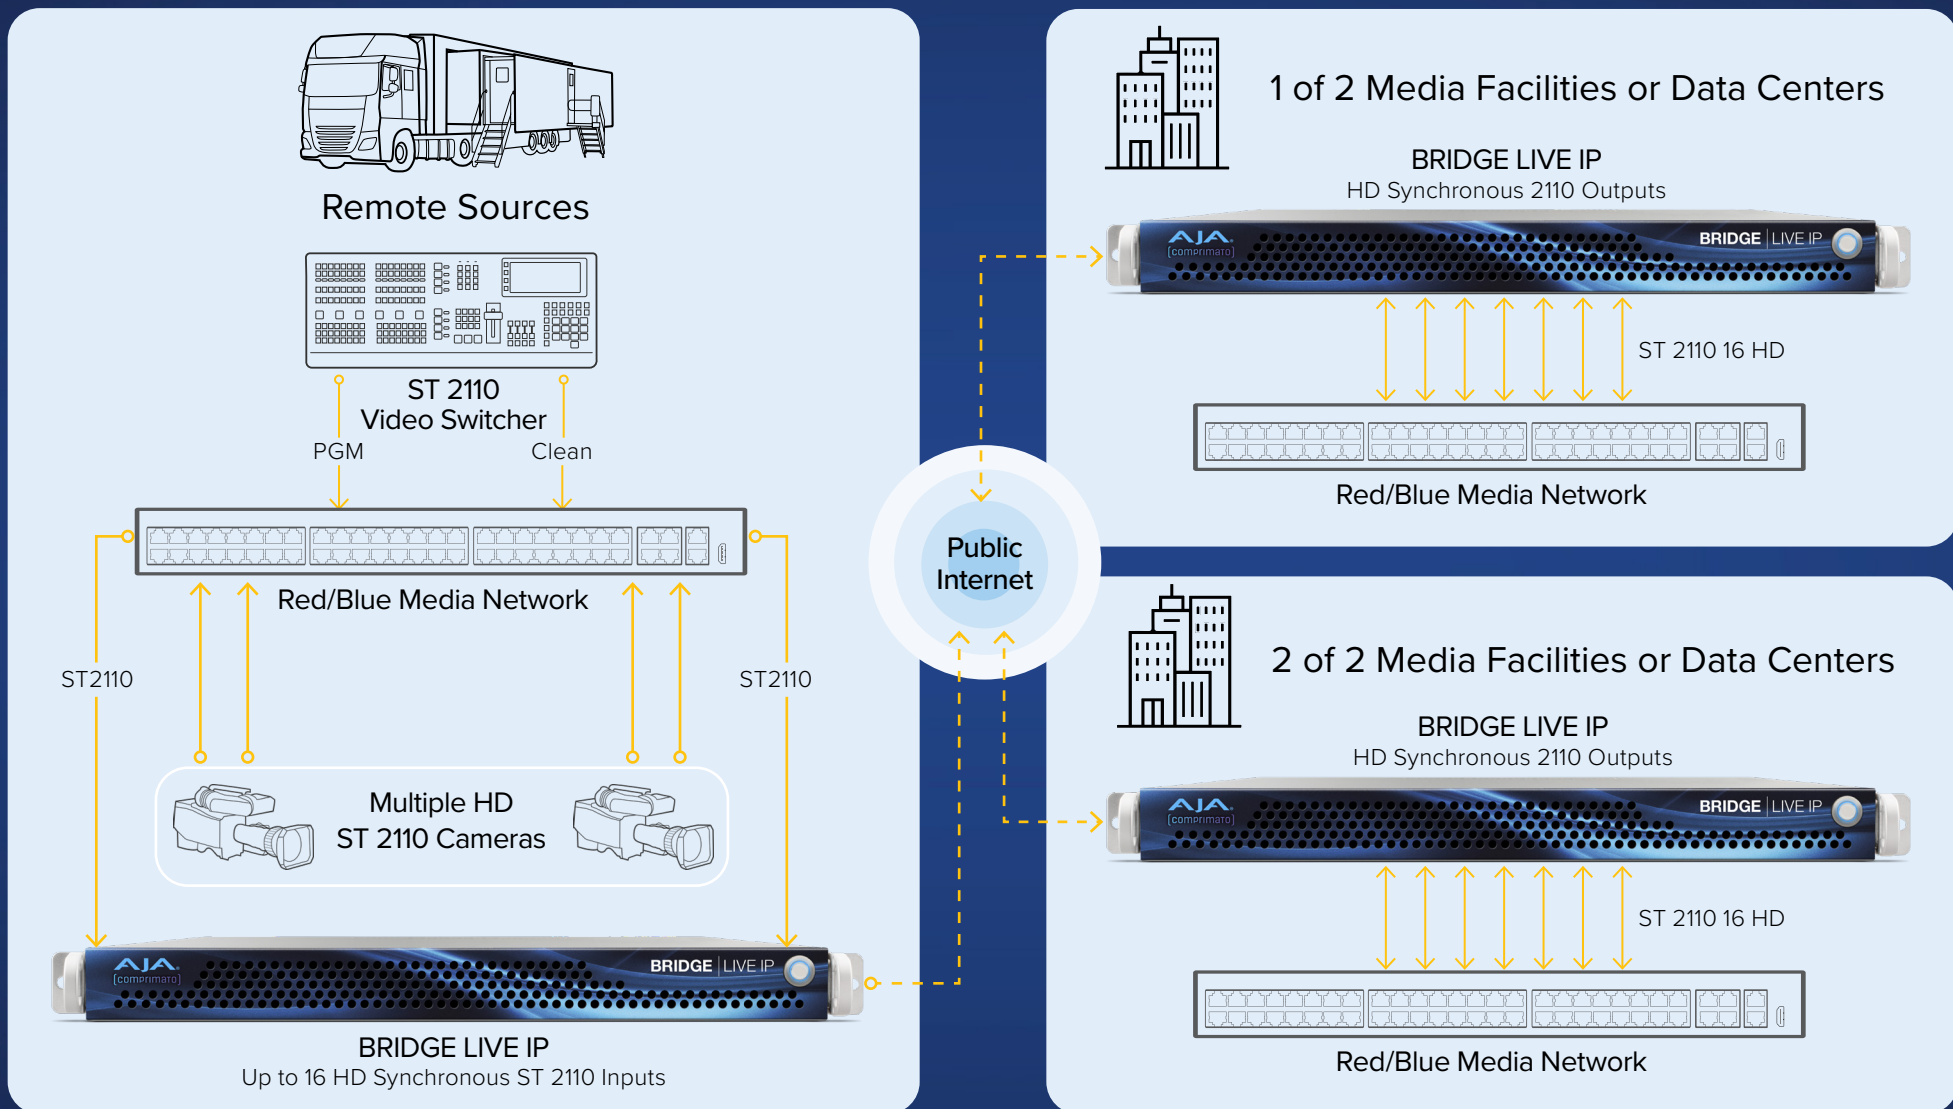 Remote Sources
ST 2110
Video Switcher
PGM
Clean
Red/Blue Media Network
ST2110
ST2110
Multiple HD
ST 2110 Cameras
AJA
[comprimato]
BRIDGE | LIVE IP
BRIDGE LIVE IP
Up to 16 HD Synchronous ST 2110 Inputs
Public
Internet
1 of 2 Media Facilities or Data Centers
BRIDGE LIVE IP
HD Synchronous 2110 Outputs
AJA
[comprimato]
BRIDGE | LIVE IP
ST 2110 16 HD
Red/Blue Media Network
2 of 2 Media Facilities or Data Centers
BRIDGE LIVE IP
HD Synchronous 2110 Outputs
AJA
[comprimato]
BRIDGE | LIVE IP
ST 2110 16 HD
Red/Blue Media Network